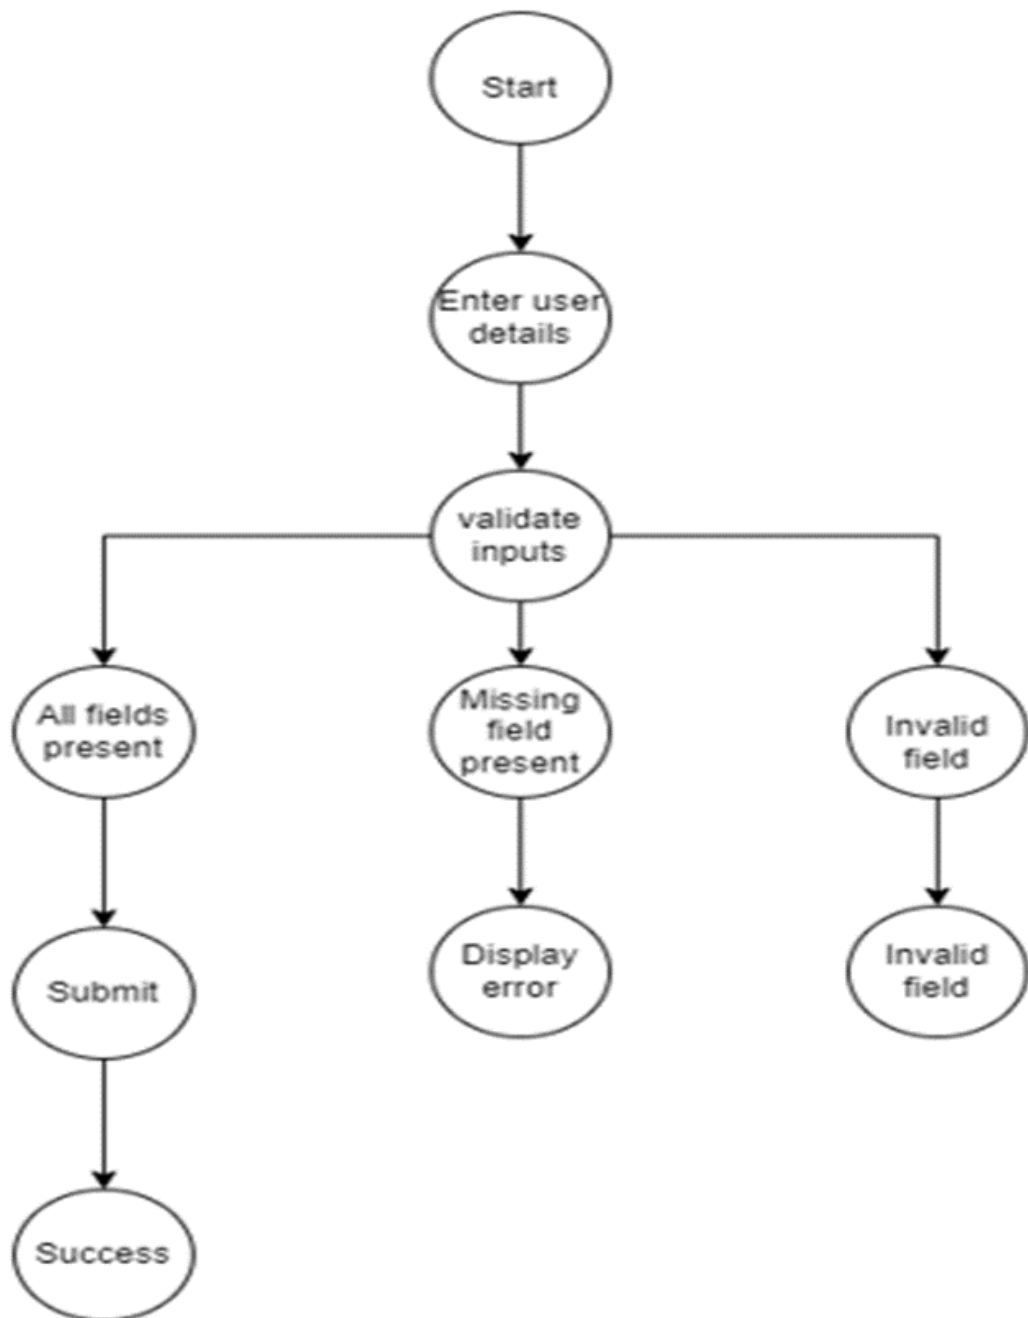 Start
Enter user
details
validate
inputs
All fields
present
Missing
field
present
Invalid
field
Submit
Display
error
Invalid
field
Success